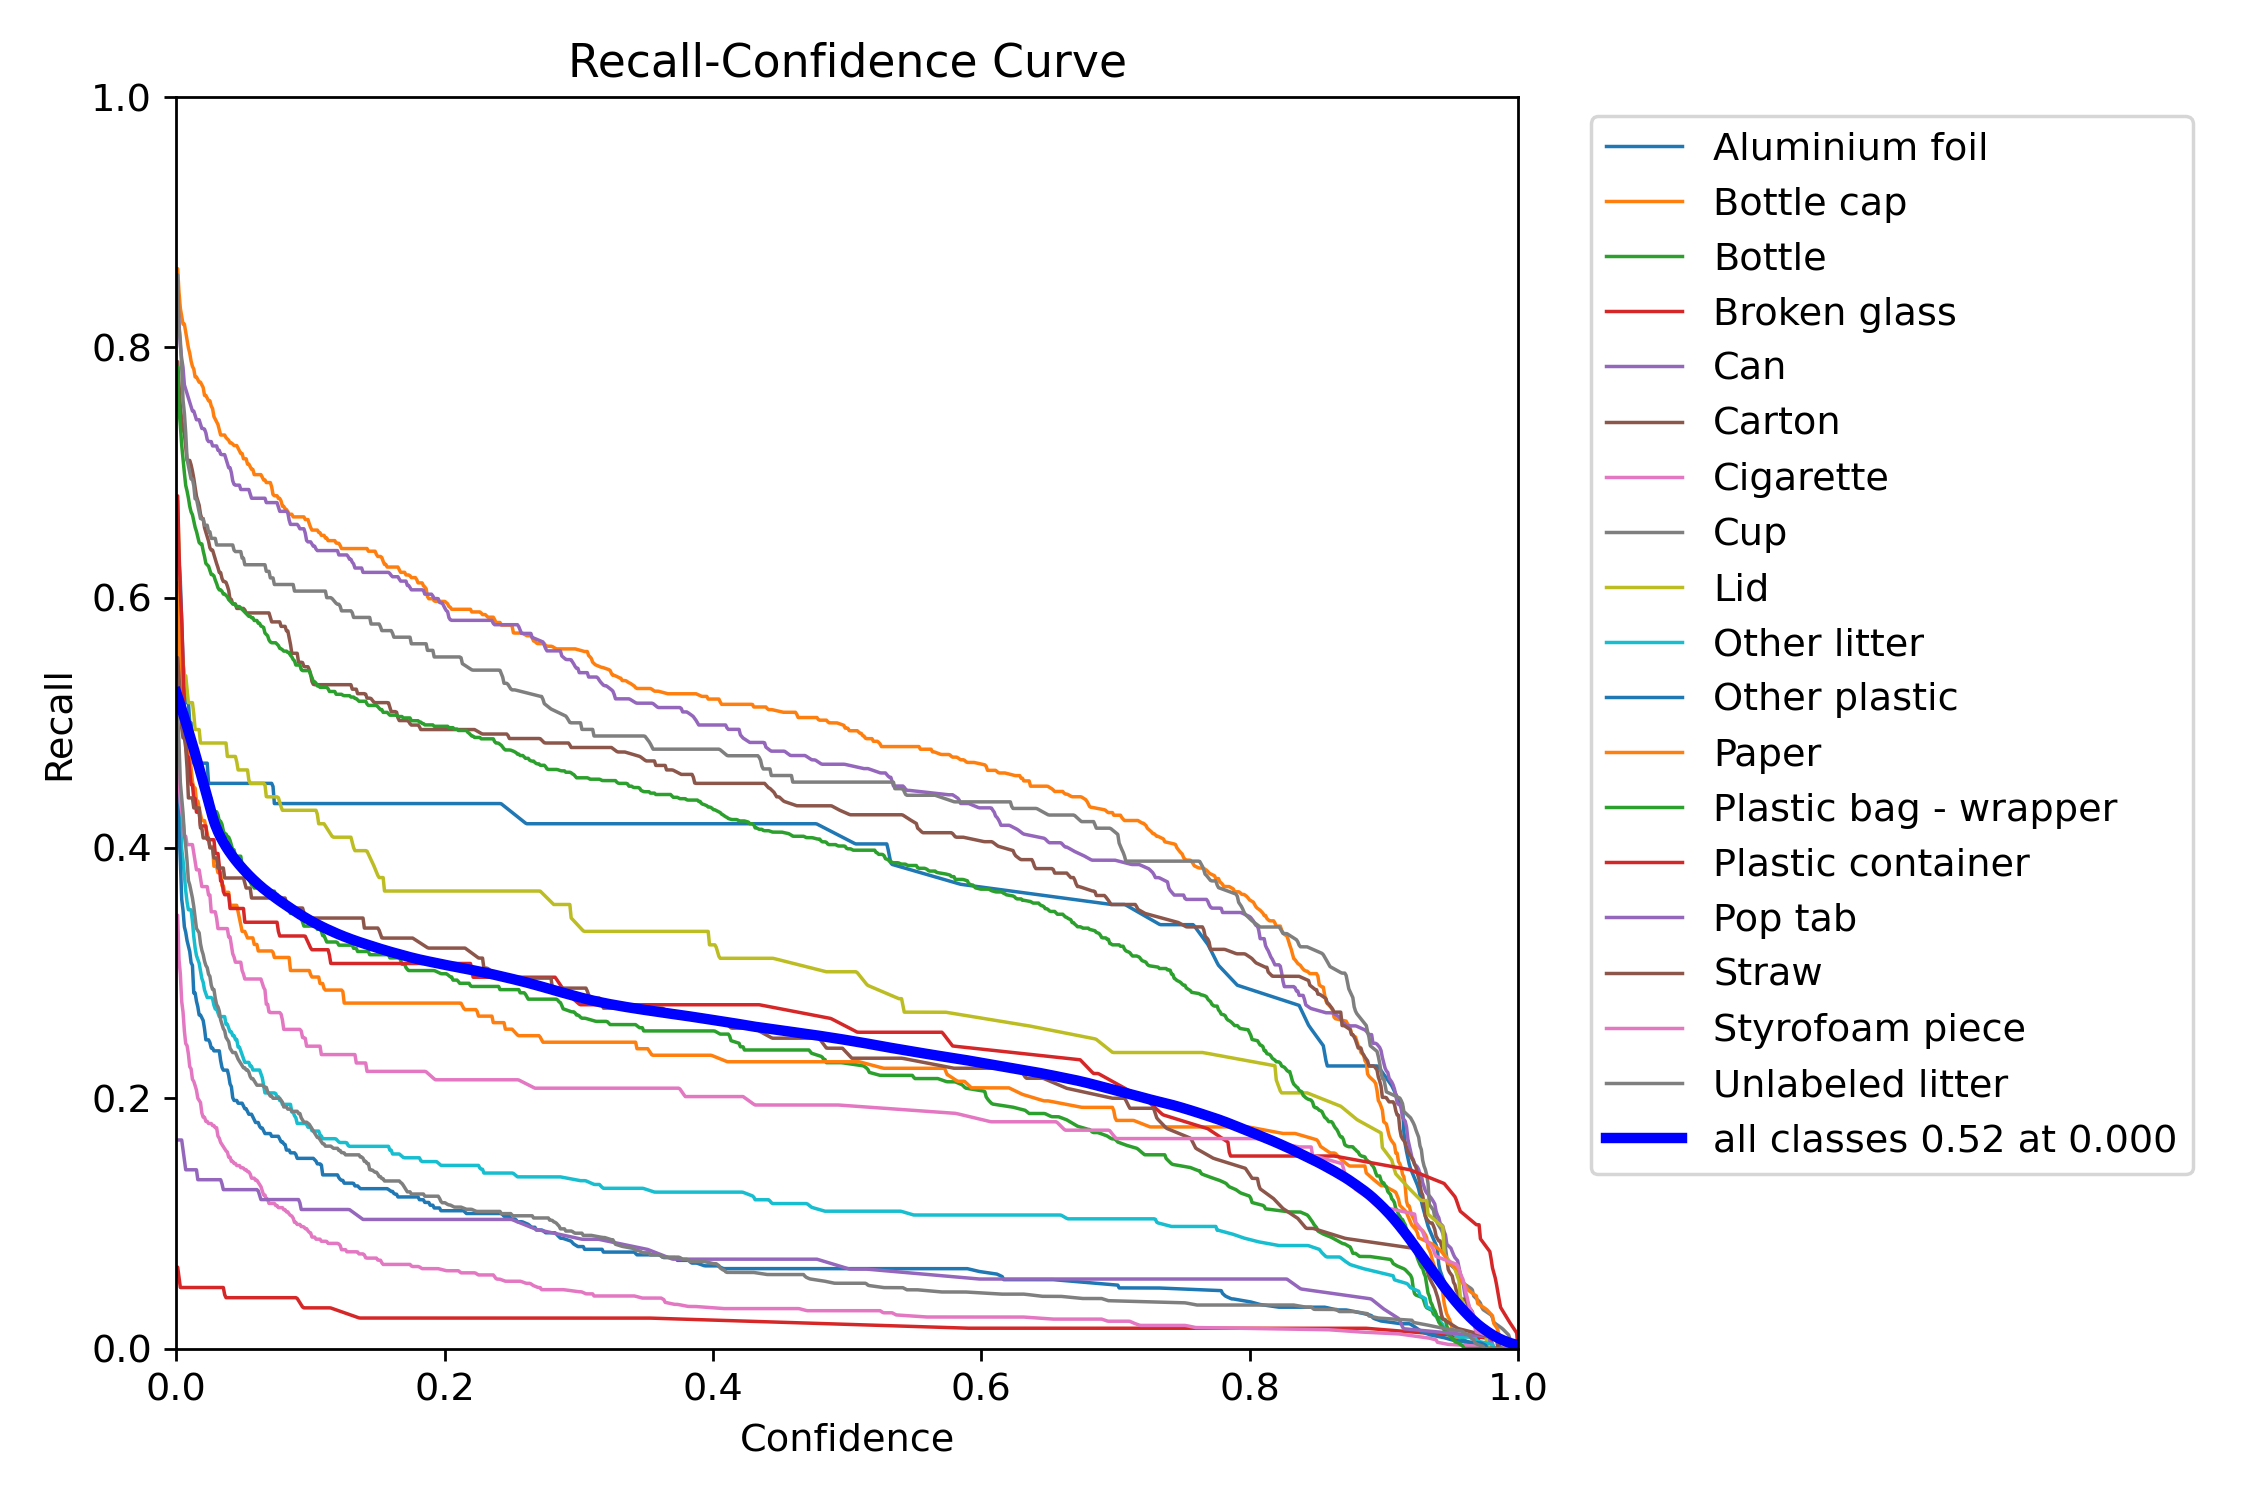 Recall-Confidence Curve
1.0
0.8
0.6
0.4
0.2
0.0
Recall
0.0 0.2 0.4 0.6 0.8 1.0
Confidence
Aluminium foil
Bottle cap
Bottle
Broken glass
Can
Carton
Cigarette
Cup
Lid
Other litter
Other plastic
Paper
Plastic bag - wrapper
Plastic container
Pop tab
Straw
Styrofoam piece
Unlabeled litter
all classes 0.52 at 0.000